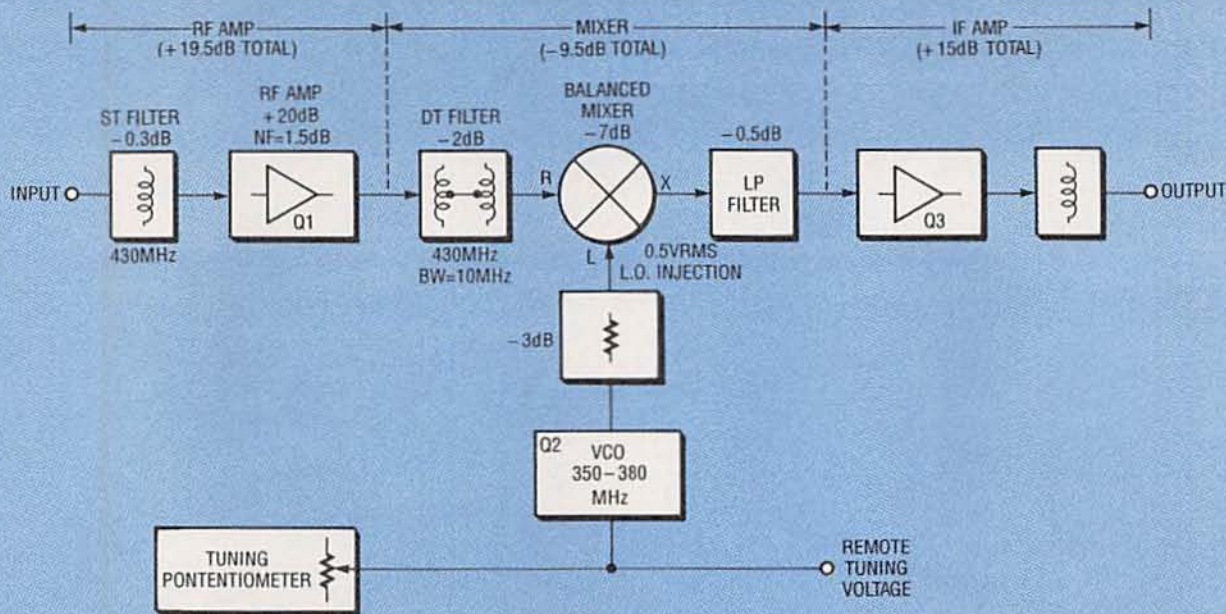 RF AMP
(+19.5dB TOTAL)
MIXER
(-9.5dB TOTAL)
IF AMP
(+15dB TOTAL)
ST FILTER
-0.3dB
RF AMP
+20dB
NF=1.5dB
DT FILTER
-2dB
BALANCED
MIXER
-7dB
-0.5dB
INPUT
Q1
R
X
LP
FILTER
Q3
OUTPUT
430MHz
430MHz
BW=10MHz
L
0.5VRMS
L.O. INJECTION
-3dB
Q2
VCO
350-380
MHz
TUNING
PONTENTIOMETER
REMOTE
TUNING
VOLTAGE